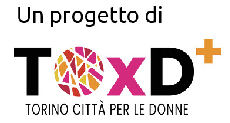 Un progetto di
TOxD+
TORINO CITTÀ PER LE DONNE